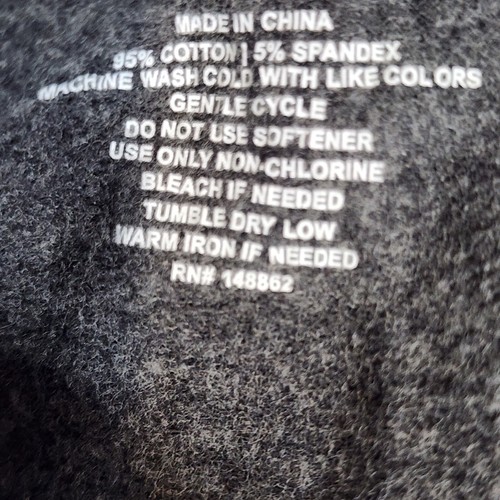 MADE IN CHINA
95% COTTON | 5% SPANDEX
MACHINE WASH COLD WITH LIKE COLORS
GENTLE CYCLE
DO NOT USE SOFTENER
USE ONLY NON-CHLORINE
BLEACH IF NEEDED
TUMBLE DRY LOW
WARM IRON IF NEEDED
RN# 148862